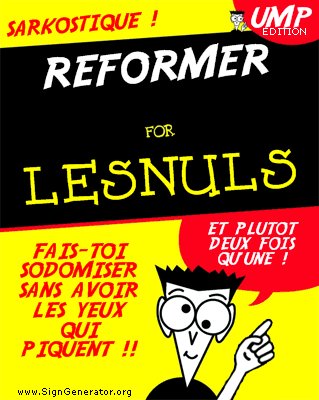 SARKOSTIQUE !
UMP
EDITION
REFORMER
FOR
LESNULS
ET PLUTOT
DEUX FOIS
QU'UNE !
FAIS-TOI
SODOMISER
SANS AVOIR
LES YEUX
QUI
PIQUENT !!
www.SignGenerator.org